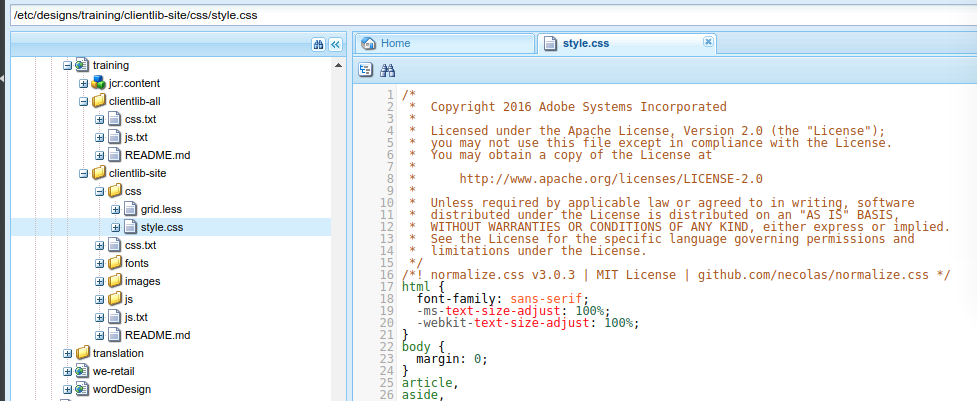 /etc/designs/training/clientlib-site/css/style.css
training
jcr:content
clientlib-all
css.txt
js.txt
README.md
clientlib-site
css
grid.less
style.css
css.txt
fonts
images
js
js.txt
README.md
translation
we-retail
wordDesign
Home
style.css
1 /*
2 *  Copyright 2016 Adobe Systems Incorporated
3 *
4 *  Licensed under the Apache License, Version 2.0 (the "License");
5 *  you may not use this file except in compliance with the License.
6 *  You may obtain a copy of the License at
7 *
8 *      http://www.apache.org/licenses/LICENSE-2.0
9 *
10 *  Unless required by applicable law or agreed to in writing, software
11 *  distributed under the License is distributed on an "AS IS" BASIS,
12 *  WITHOUT WARRANTIES OR CONDITIONS OF ANY KIND, either express or implied.
13 *  See the License for the specific language governing permissions and
14 *  limitations under the License.
15 */
16 /*! normalize.css v3.0.3 | MIT License | github.com/necolas/normalize.css */
17 html {
18   font-family: sans-serif;
19   -ms-text-size-adjust: 100%;
20   -webkit-text-size-adjust: 100%;
21 }
22 body {
23   margin: 0;
24 }
25 article,
26 aside,